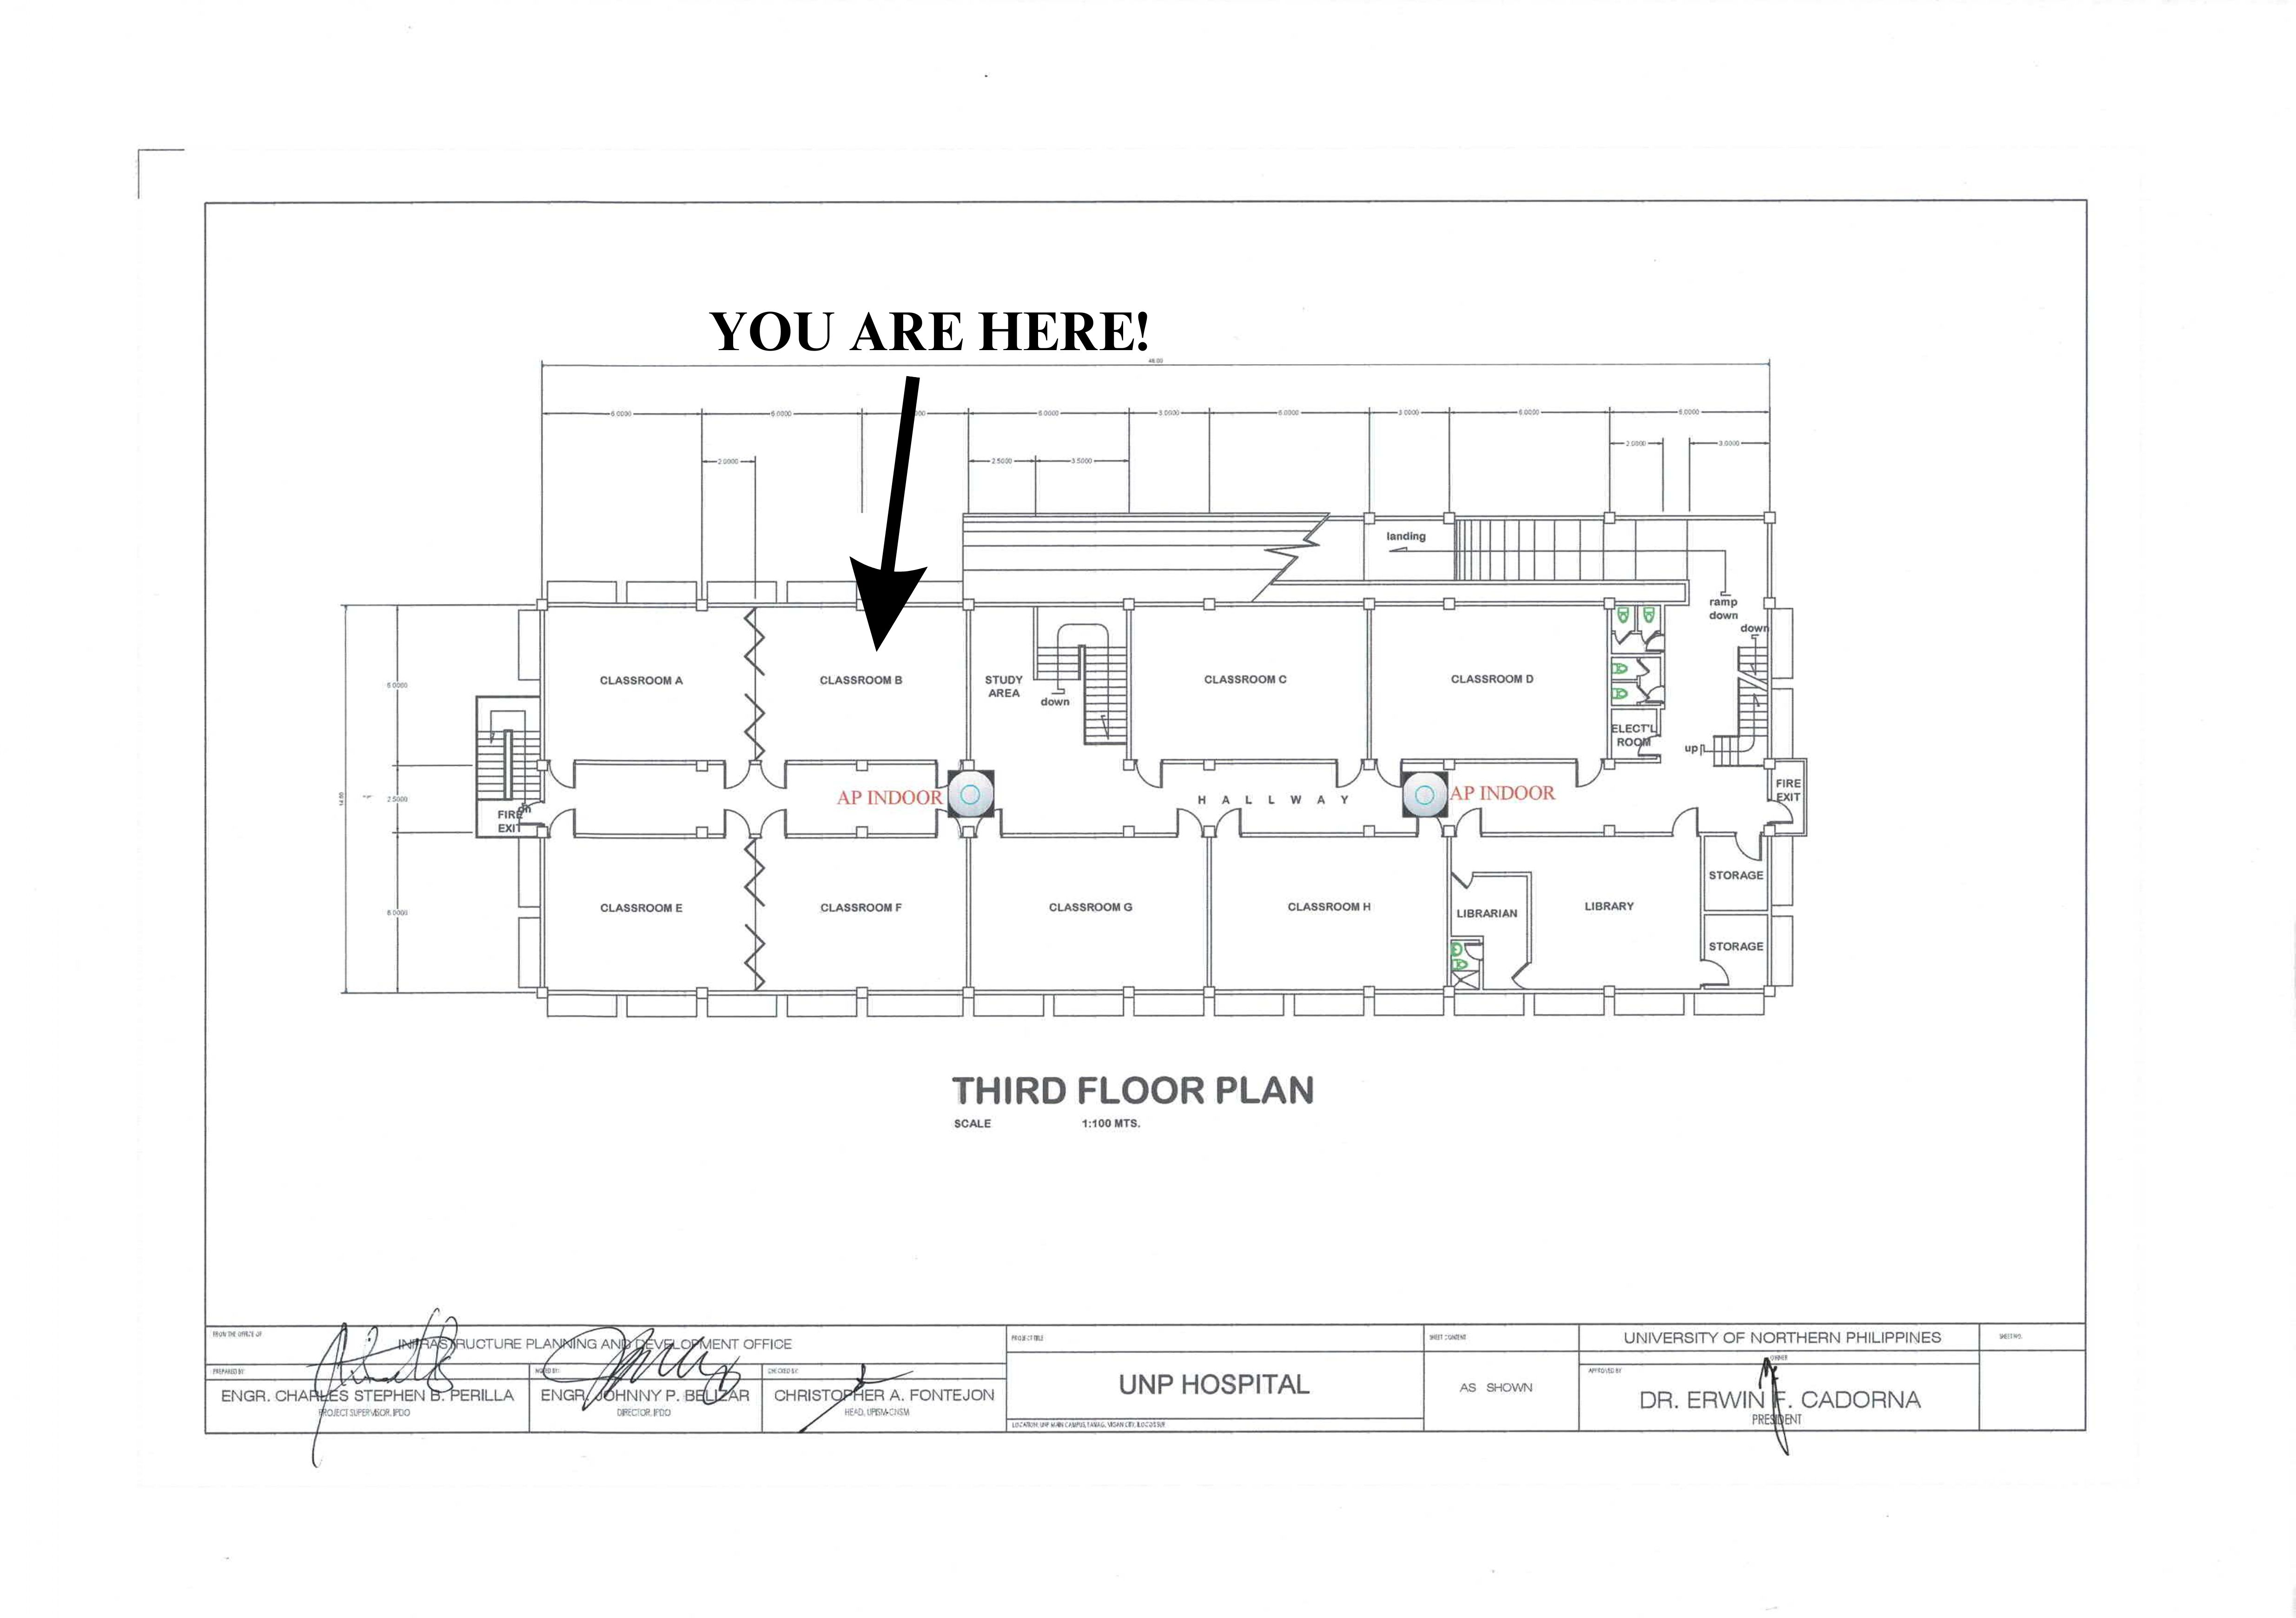 YOU ARE HERE!
48.00
6.0000 6.0000 6.0000 3.0000 6.0000 3.0000 6.0000 6.0000
2.0000 3.0000
2.0000 2.5000 3.5000
landing
ramp
down
down
CLASSROOM A CLASSROOM B STUDY
AREA
down
CLASSROOM C CLASSROOM D
6.0000
ELECT'L
ROOM
up
FIRE
EXIT
AP INDOOR
HALLWAY
AP INDOOR
2.5000
14.50
dn
FIRE
EXIT
STORAGE
CLASSROOM E CLASSROOM F CLASSROOM G CLASSROOM H LIBRARIAN LIBRARY
6.0000
STORAGE
THIRD FLOOR PLAN
SCALE 1:100 MTS.
FROM THE OFFICE OF
INFRASTRUCTURE PLANNING AND DEVELOPMENT OFFICE
PREPARED BY:
ENGR. CHARLES STEPHEN B. PERILLA
PROJECT SUPERVISOR, IPDO
NOTED BY:
ENGR. JOHNNY P. BELIZAR
DIRECTOR, IPDO
CHECKED BY:
CHRISTOPHER A. FONTEJON
HEAD, UPISM-CNSM
PROJECT TITLE
UNP HOSPITAL
LOCATION: UNP MAIN CAMPUS, TAMAG, VIGAN CITY, ILOCOS SUR
SHEET CONTENT
AS SHOWN
UNIVERSITY OF NORTHERN PHILIPPINES
OWNER
APPROVED BY
DR. ERWIN F. CADORNA
PRESIDENT
SHEET NO.